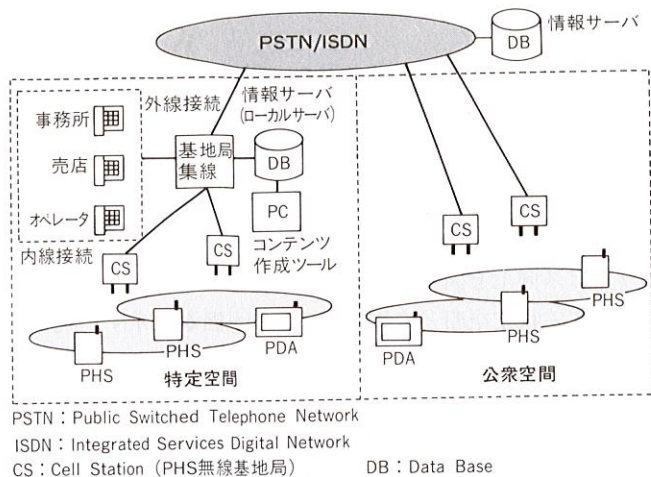 PSTN/ISDN
DB
情報サーバ
外線接続
情報サーバ
(ローカルサーバ)
事務所
売店
オペレータ
基地局
集線
DB
PC
コンテンツ
作成ツール
内線接続
CS
CS
PHS
PHS
PDA
特定空間
CS
CS
PDA
PHS
PHS
公衆空間
PSTN：Public Switched Telephone Network
ISDN：Integrated Services Digital Network
CS：Cell Station (PHS無線基地局) DB：Data Base